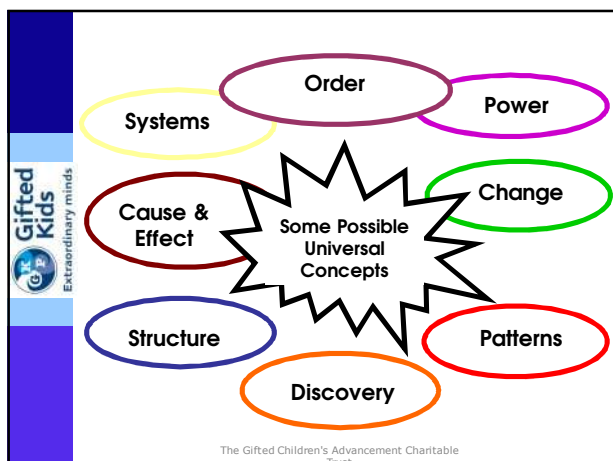 Order
Power
Systems
Change
Cause &
Effect
Some Possible
Universal
Concepts
Structure
Patterns
Discovery
Gifted
Kids
Extraordinary minds
K
G
P
The Gifted Children's Advancement Charitable
Trust